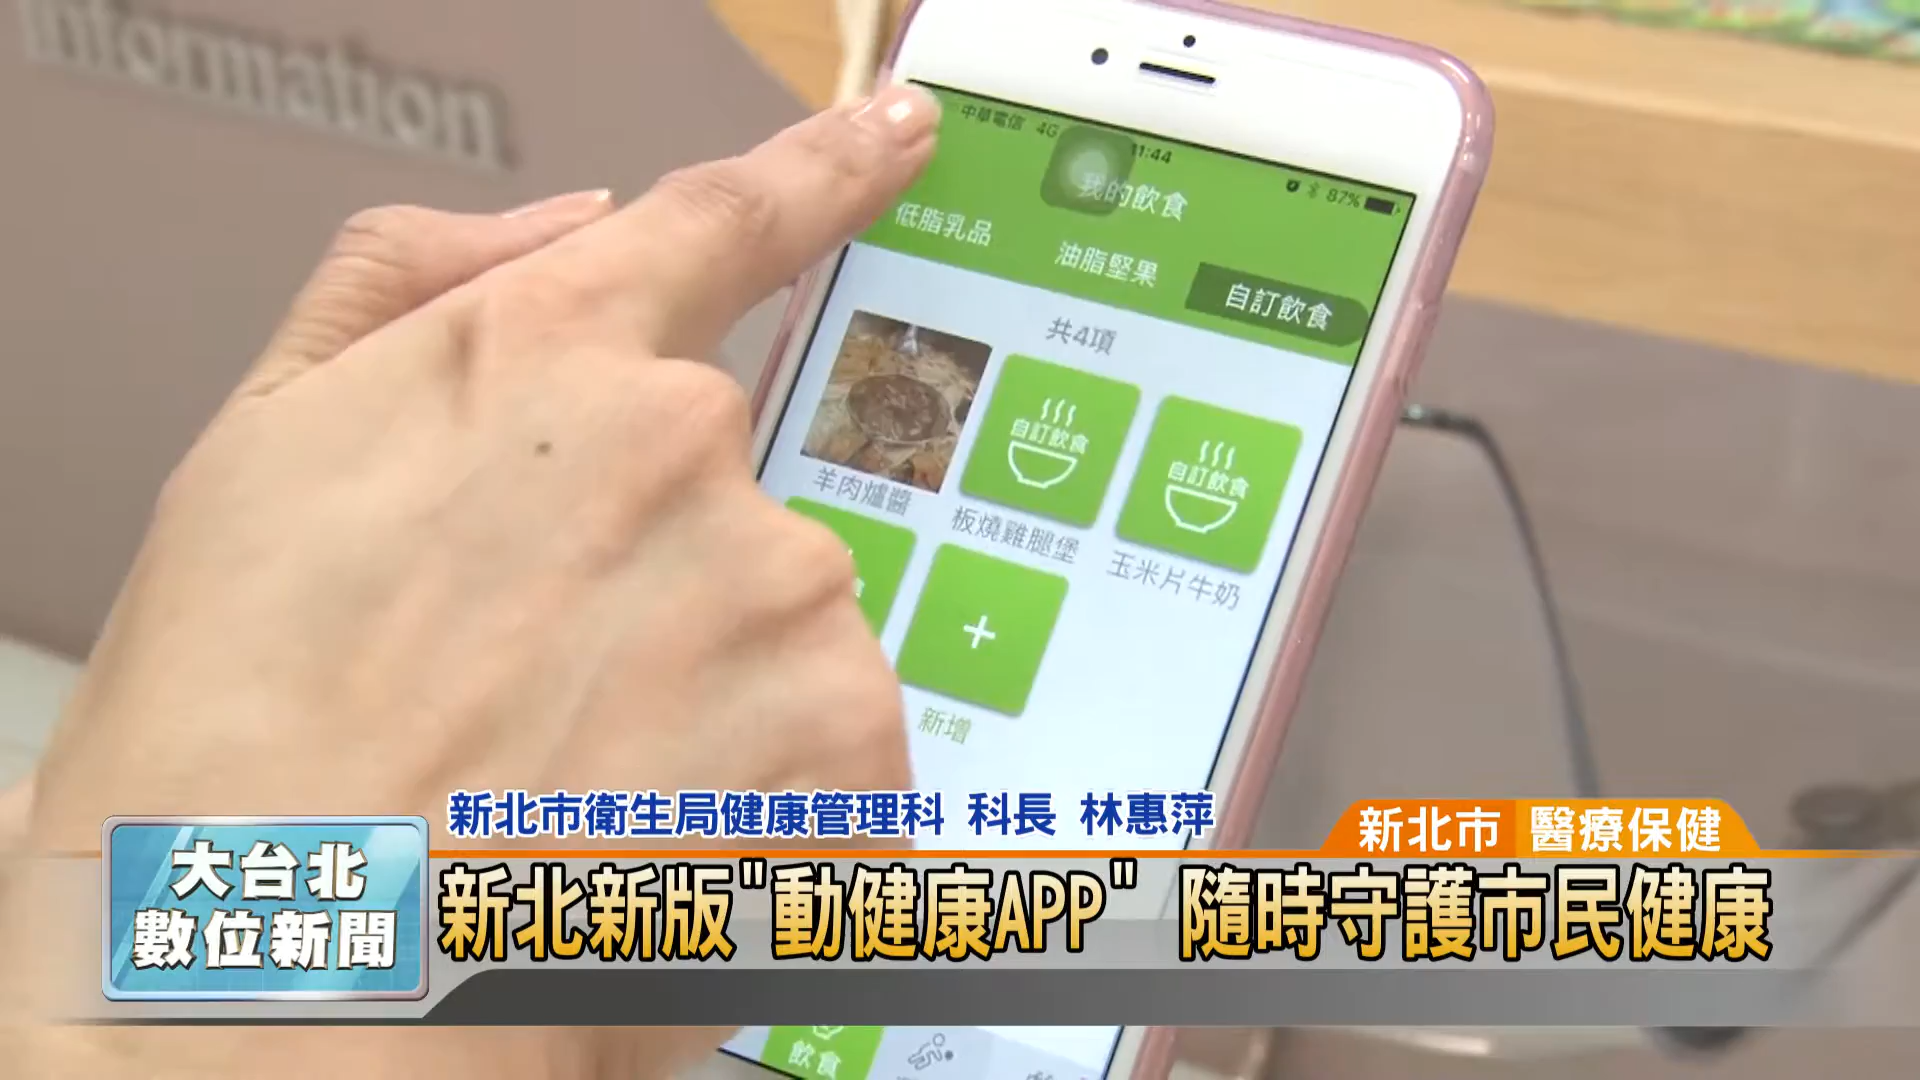 Information
中華電信 4G
11:44
87%
我的飲食
低脂乳品
油脂堅果
自訂飲食
共4項
自訂飲食
自訂飲食
羊肉爐醬
板燒雞腿堡
玉米片牛奶
+
新增
新北市衛生局健康管理科 科長 林惠萍
新北市 醫療保健
大台北
數位新聞
新北新版"動健康APP" 隨時守護市民健康
飲食